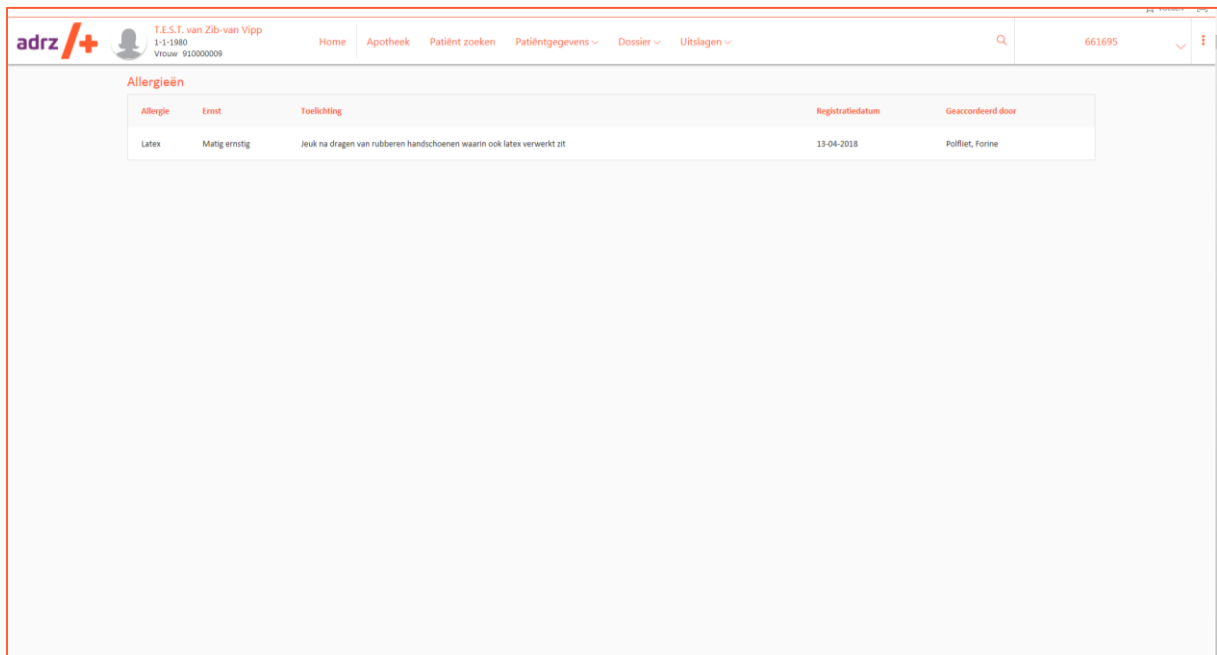 adrz
T.E.S.T. van Zib-van Vipp
1-1-1980
Vrouw 910000009
Home Apotheek Patiënt zoeken Patiëntgegevens Dossier Uitslagen 661695
Allergieën
Allergie Ernst Toelichting Registratiedatum Geaccordeerd door
Latex Matig ernstig Jeuk na dragen van rubberen handschoenen waarin ook latex verwerkt zit 13-04-2018 Polfliet, Forine